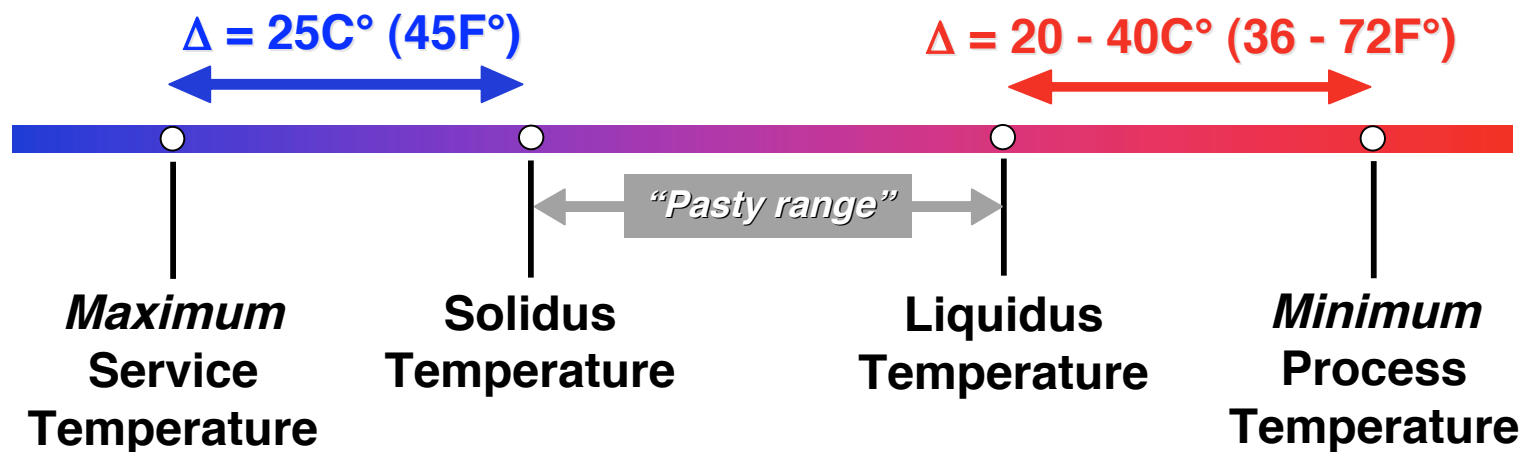 Δ = 25C° (45F°)
Δ = 20 - 40C° (36 - 72F°)
“Pasty range”
Maximum
Service
Temperature
Solidus
Temperature
Liquidus
Temperature
Minimum
Process
Temperature